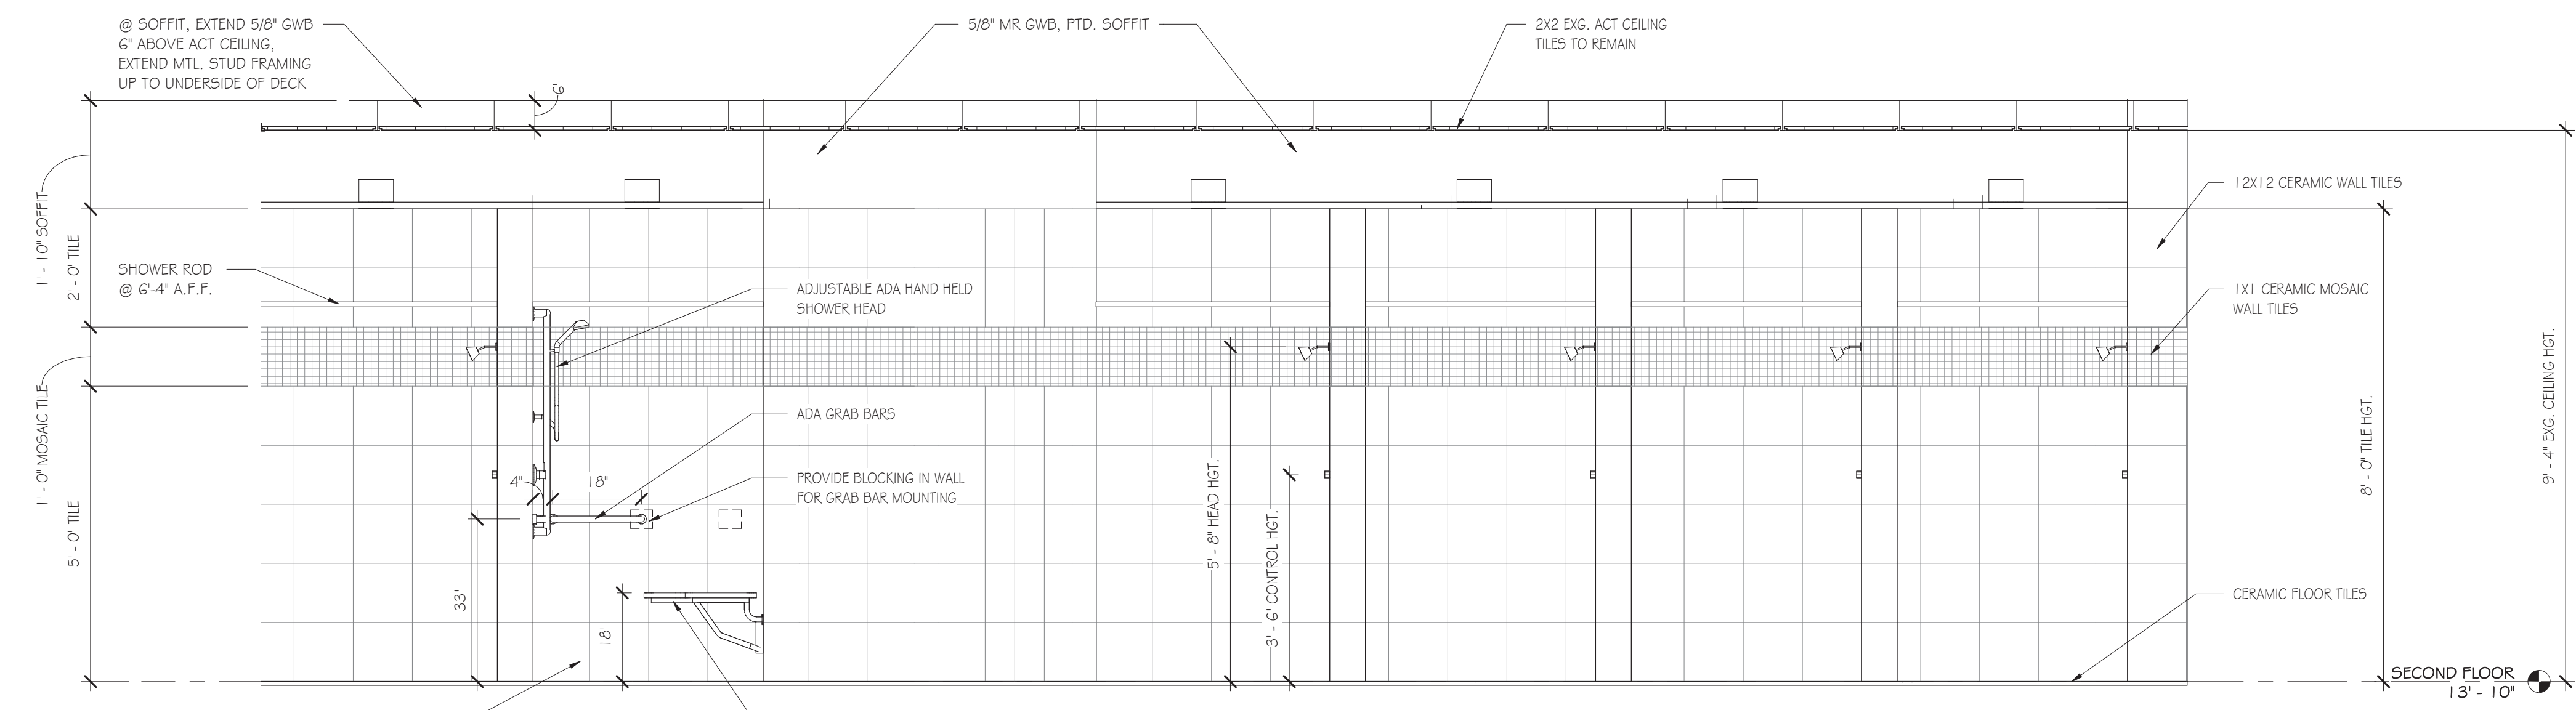 @ SOFFIT, EXTEND 5/8" GWB
6" ABOVE ACT CEILING,
EXTEND MTL. STUD FRAMING
UP TO UNDERSIDE OF DECK
6"
5/8" MR GWB, PTD. SOFFIT
2X2 EXG. ACT CEILING
TILES TO REMAIN
1' - 10" SOFFIT
2' - 0" TILE
1' - 0" MOSAIC TILE
5' - 0" TILE
SHOWER ROD
@ 6'-4" A.F.F.
ADJUSTABLE ADA HAND HELD
SHOWER HEAD
ADA GRAB BARS
PROVIDE BLOCKING IN WALL
FOR GRAB BAR MOUNTING
4"
18"
33"
18"
5' - 8" HEAD HGT.
3' - 6" CONTROL HGT.
12X12 CERAMIC WALL TILES
1X1 CERAMIC MOSAIC
WALL TILES
CERAMIC FLOOR TILES
8' - 0" TILE HGT.
9' - 4" EXG. CEILING HGT.
SECOND FLOOR
13' - 10"